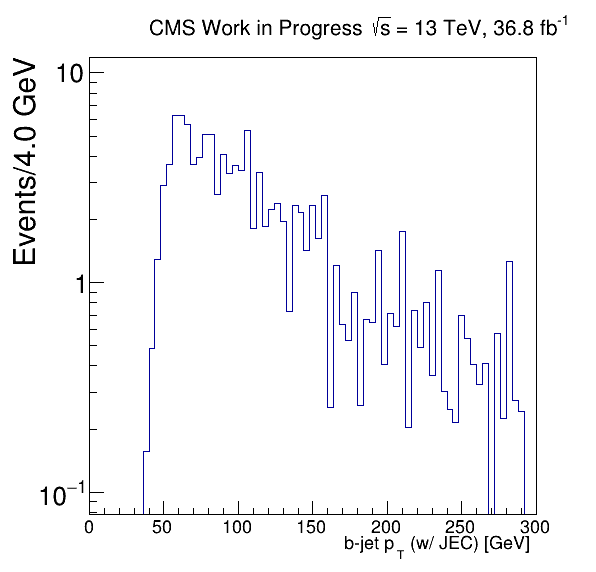 CMS Work in Progress √s = 13 TeV, 36.8 fb⁻¹
Events/4.0 GeV
10
1
10⁻¹
0 50 100 150 200 250 300
b-jet p_T (w/ JEC) [GeV]